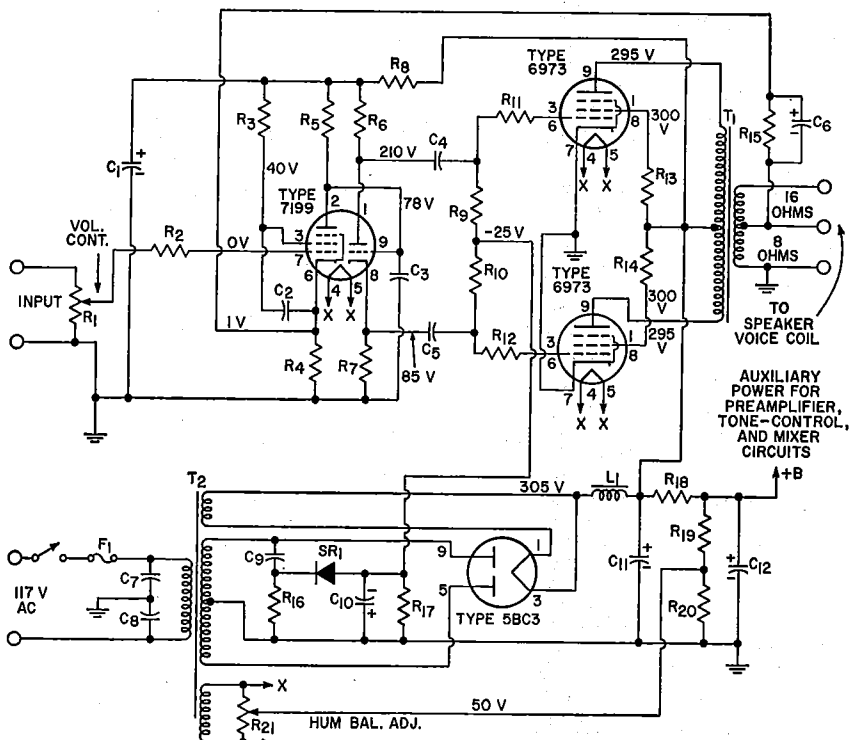 TYPE 6973
295 V
9
R8
R11
3
6
1
8
300 V
T1
R15
+
-
C6
R3
R5
R6
C4
210 V
7
4
5
X X
R13
16 OHMS
8 OHMS
C1
+
-
40 V
TYPE 7199
2
1
78 V
R9
-25 V
VOL. CONT.
R2
0V
3
7
9
6
4
5
8
X X
C3
R10
TYPE 6973
R14
300 V
295 V
9
INPUT
R1
C2
1 V
R4
R7
85 V
C5
R12
3
6
1
8
7
4
5
X X
TO SPEAKER VOICE COIL
AUXILIARY POWER FOR PREAMPLIFIER, TONE-CONTROL, AND MIXER CIRCUITS
+B
T2
305 V
L1
R18
F1
C7
C8
117 V AC
C9
SR1
R16
C10
-
+
R17
9
5
1
3
TYPE 5BC3
C11
+
-
R19
R20
C12
+
-
X
R21
HUM BAL. ADJ.
50 V